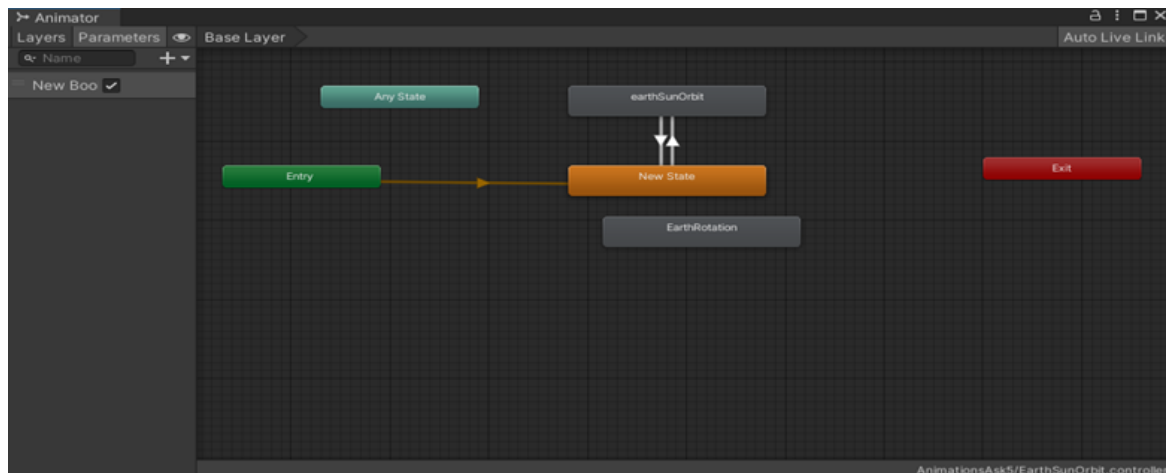 Animator
Layers Parameters Base Layer Auto Live Link
Name
New Boo
Any State
earthSunOrbit
Entry
New State
Exit
EarthRotation
AnimationsAsk5/EarthSunOrbit.controller